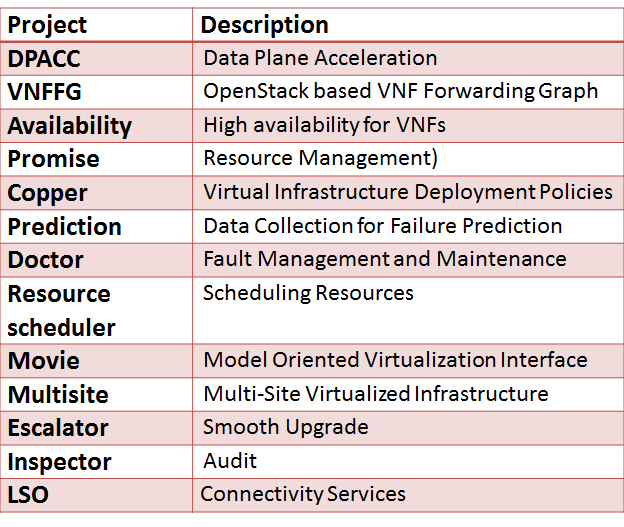 Project Description
DPACC Data Plane Acceleration
VNFFG OpenStack based VNF Forwarding Graph
Availability High availability for VNFs
Promise Resource Management)
Copper Virtual Infrastructure Deployment Policies
Prediction Data Collection for Failure Prediction
Doctor Fault Management and Maintenance
Resource Scheduling Resources
scheduler
Movie Model Oriented Virtualization Interface
Multisite Multi-Site Virtualized Infrastructure
Escalator Smooth Upgrade
Inspector Audit
LSO Connectivity Services